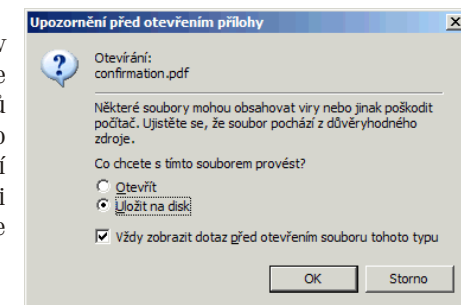 Upozornění před otevřením přílohy
Otevírání:
confirmation.pdf
Některé soubory mohou obsahovat viry nebo jinak poškodit
počítač. Ujistěte se, že soubor pochází z důvěryhodného
zdroje.
Co chcete s tímto souborem provést?
Otevřít
Uložit na disk
Vždy zobrazit dotaz před otevřením souboru tohoto typu
OK Storno